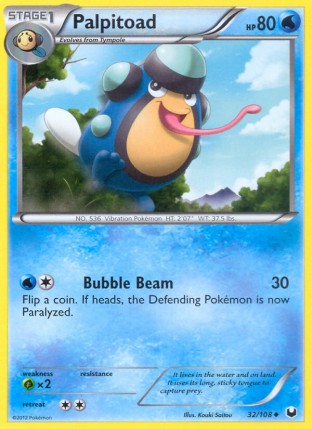 STAGE1
Palpitoad
HP80
Evolves from Tympole
NO. 536 Vibration Pokémon HT: 2'07" WT: 37.5 lbs.
Bubble Beam 30
Flip a coin. If heads, the Defending Pokémon is now
Paralyzed.
weakness resistance
×2
retreat
It lives in the water and on land.
It uses its long, sticky tongue to
capture prey.
©2012 Pokémon
Illus. Kouki Saitou
32/108